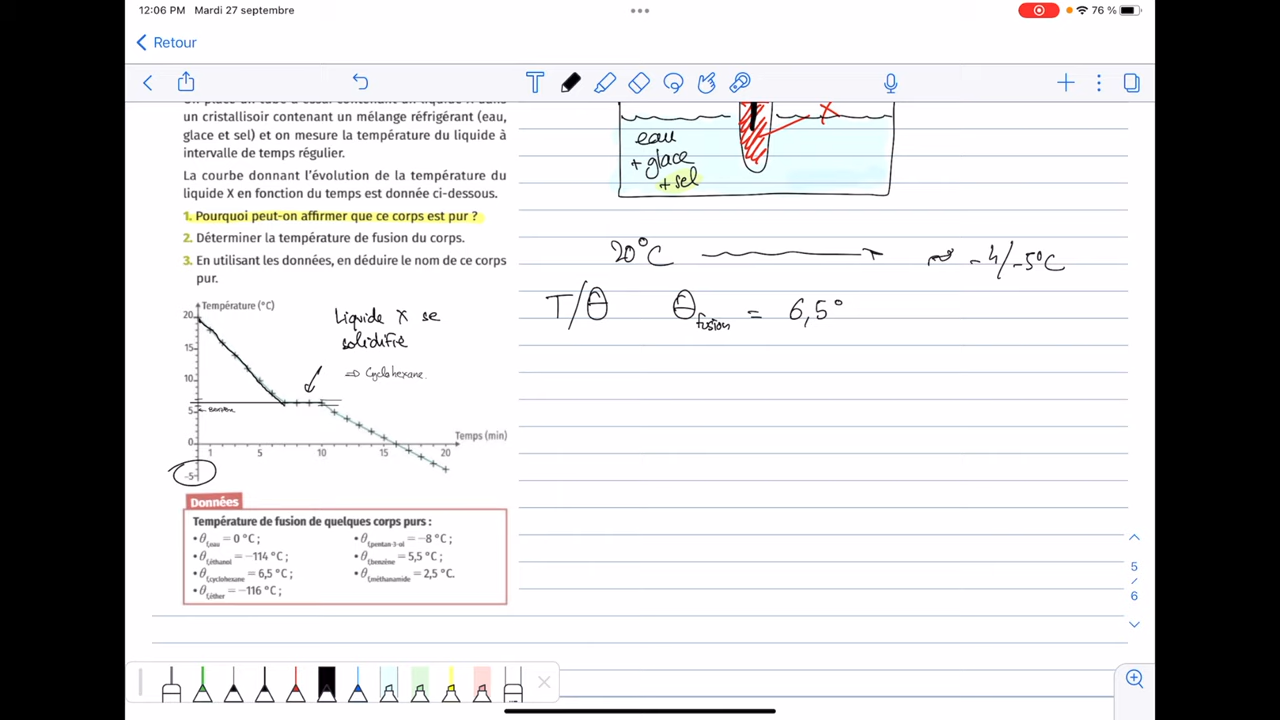 12:06 PM Mardi 27 septembre
76 %
Retour
un cristallisoir contenant un mélange réfrigérant (eau,
glace et sel) et on mesure la température du liquide à
intervalle de temps régulier.
La courbe donnant l'évolution de la température du
liquide X en fonction du temps est donnée ci-dessous.
1. Pourquoi peut-on affirmer que ce corps est pur ?
2. Déterminer la température de fusion du corps.
3. En utilisant les données, en déduire le nom de ce corps
pur.
Température (°C)
20
15
10
5
0
-5
1
5
10
15
20
Temps (min)
Liquide X se
solidifie
⇒ Cyclohexane.
← Benzène
Données
Température de fusion de quelques corps purs :
• θf,eau = 0 °C ;
• θf,éthanol = −114 °C ;
• θf,cyclohexane = 6,5 °C ;
• θf,éther = −116 °C ;
• θf,pentan-3-ol = −8 °C ;
• θf,benzène = 5,5 °C ;
• θf,méthanamide = 2,5 °C.
X
eau
+ glace
+ sel
20°C
-4/-5°C
T/θ θfusion = 6,5°
5
/
6